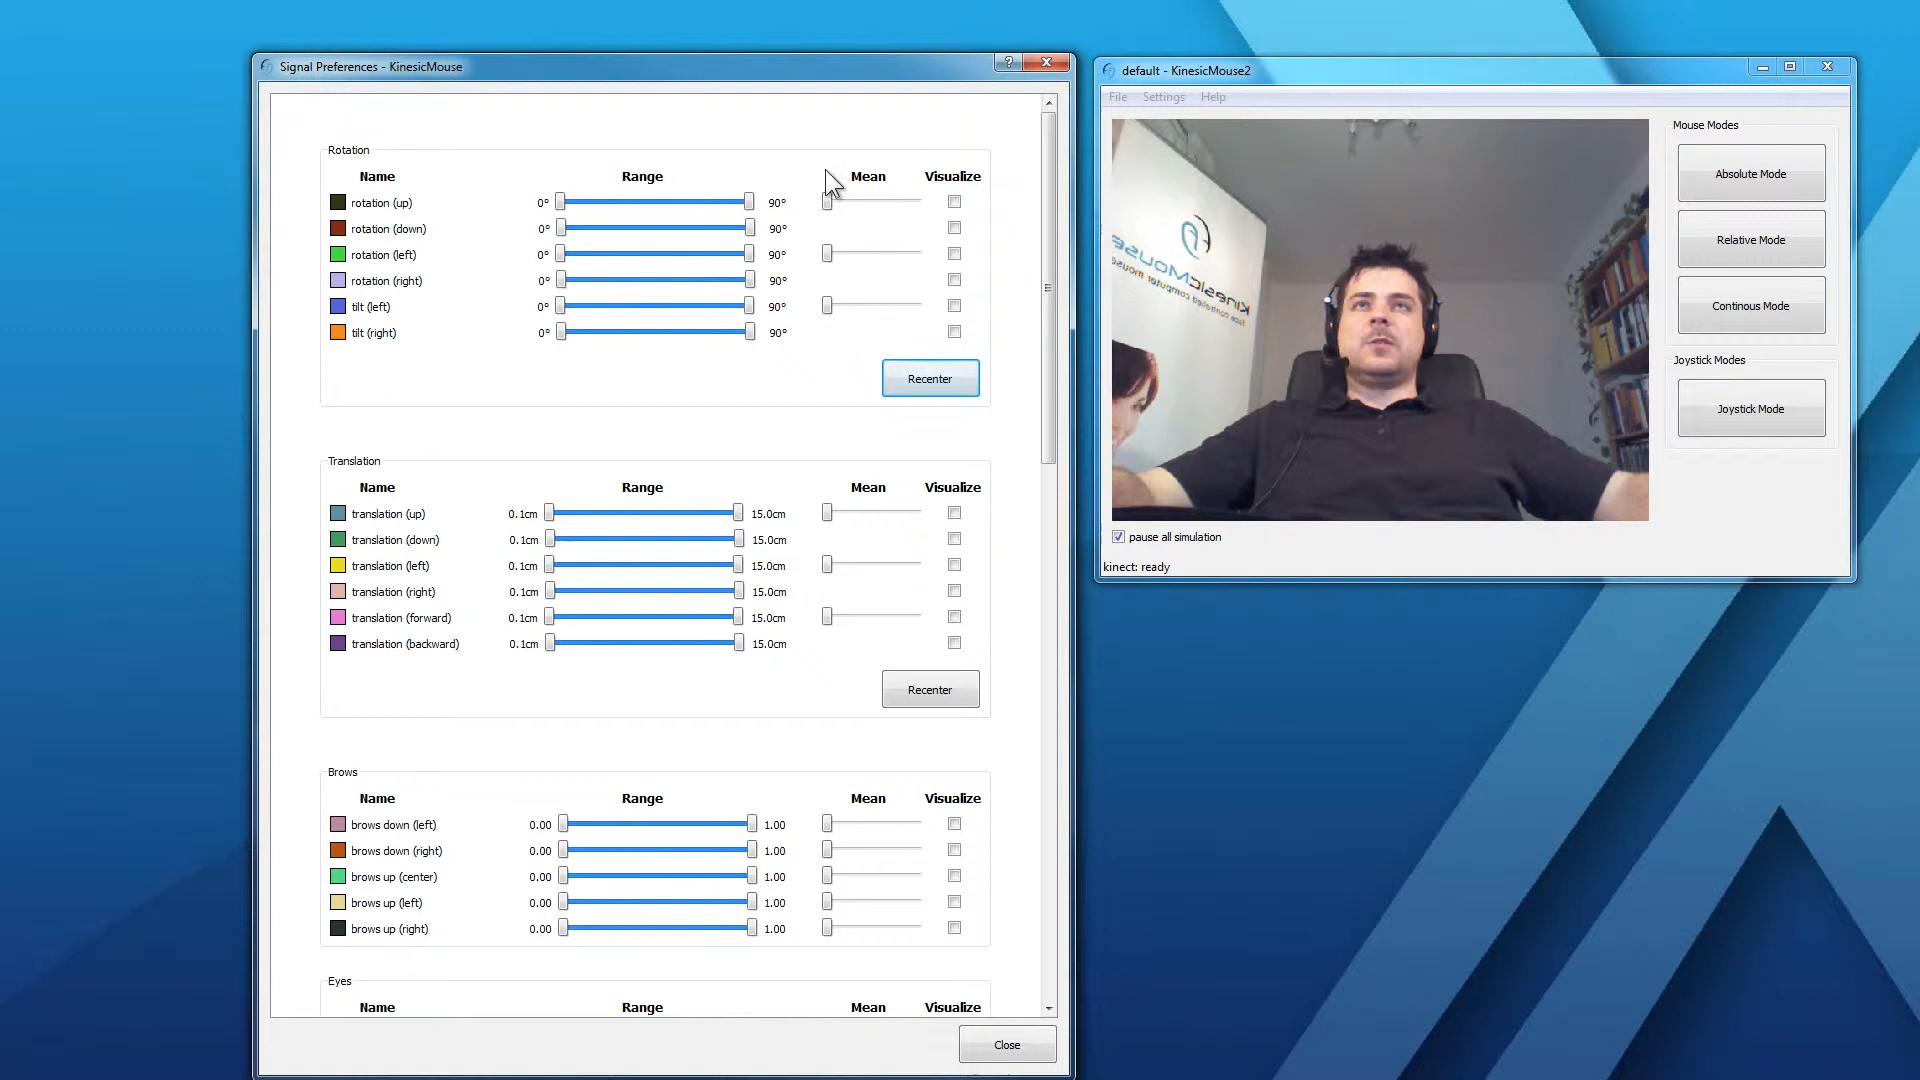 Signal Preferences - KinesicMouse
?
Rotation
Name Range Mean Visualize
rotation (up) 0° 90°
rotation (down) 0° 90°
rotation (left) 0° 90°
rotation (right) 0° 90°
tilt (left) 0° 90°
tilt (right) 0° 90°
Recenter
Translation
Name Range Mean Visualize
translation (up) 0.1cm 15.0cm
translation (down) 0.1cm 15.0cm
translation (left) 0.1cm 15.0cm
translation (right) 0.1cm 15.0cm
translation (forward) 0.1cm 15.0cm
translation (backward) 0.1cm 15.0cm
Recenter
Brows
Name Range Mean Visualize
brows down (left) 0.00 1.00
brows down (right) 0.00 1.00
brows up (center) 0.00 1.00
brows up (left) 0.00 1.00
brows up (right) 0.00 1.00
Eyes
Name Range Mean Visualize
Close
default - KinesicMouse2
File Settings Help
KinesicMouse
face controlled computer mouse
Mouse Modes
Absolute Mode
Relative Mode
Continous Mode
Joystick Modes
Joystick Mode
pause all simulation
kinect: ready